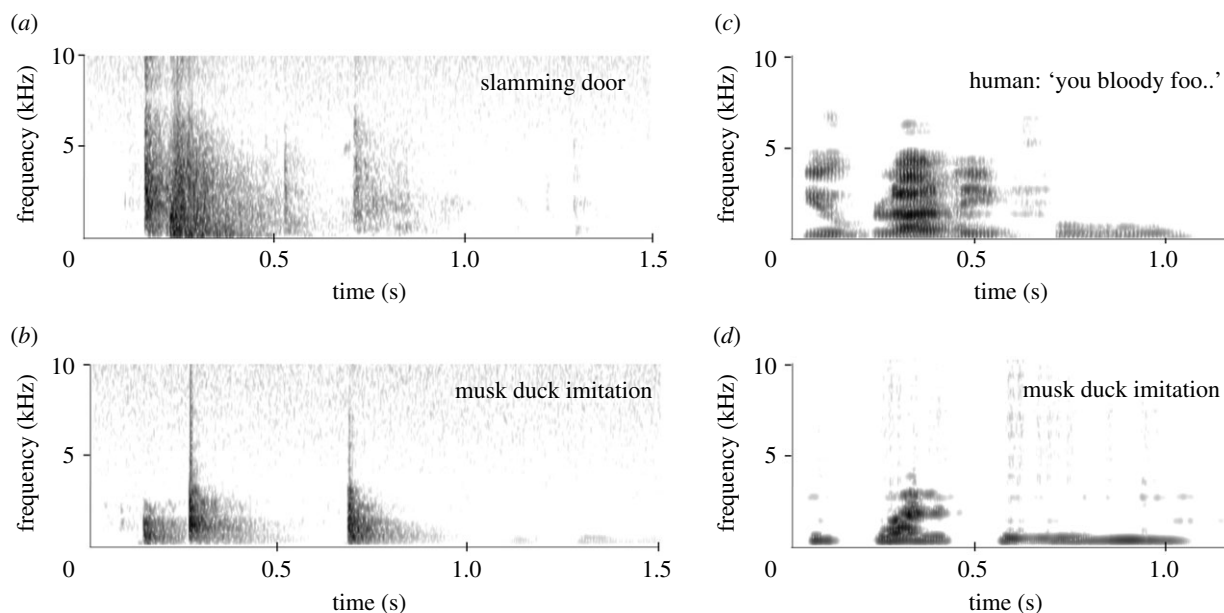 (a)
10
5
0
frequency (kHz)
slamming door
0.5
1.0
1.5
time (s)
(b)
10
5
0
frequency (kHz)
musk duck imitation
0.5
1.0
1.5
time (s)
(c)
10
5
0
frequency (kHz)
human: ‘you bloody foo..’
0.5
1.0
time (s)
(d)
10
5
0
frequency (kHz)
musk duck imitation
0.5
1.0
time (s)